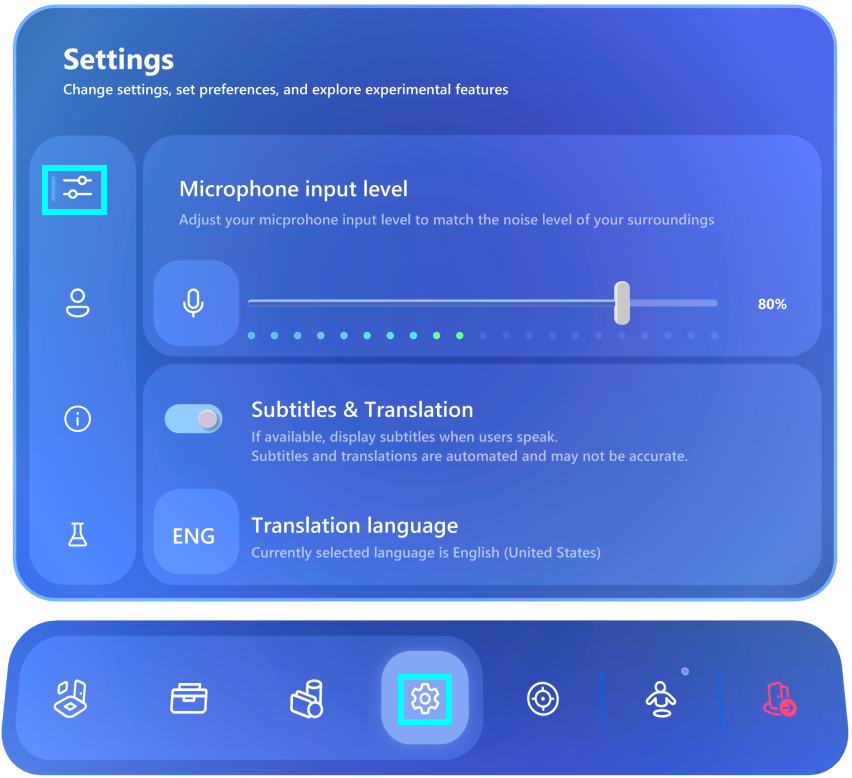 Settings
Change settings, set preferences, and explore experimental features
Microphone input level
Adjust your micprohone input level to match the noise level of your surroundings
80%
Subtitles & Translation
If available, display subtitles when users speak.
Subtitles and translations are automated and may not be accurate.
ENG
Translation language
Currently selected language is English (United States)